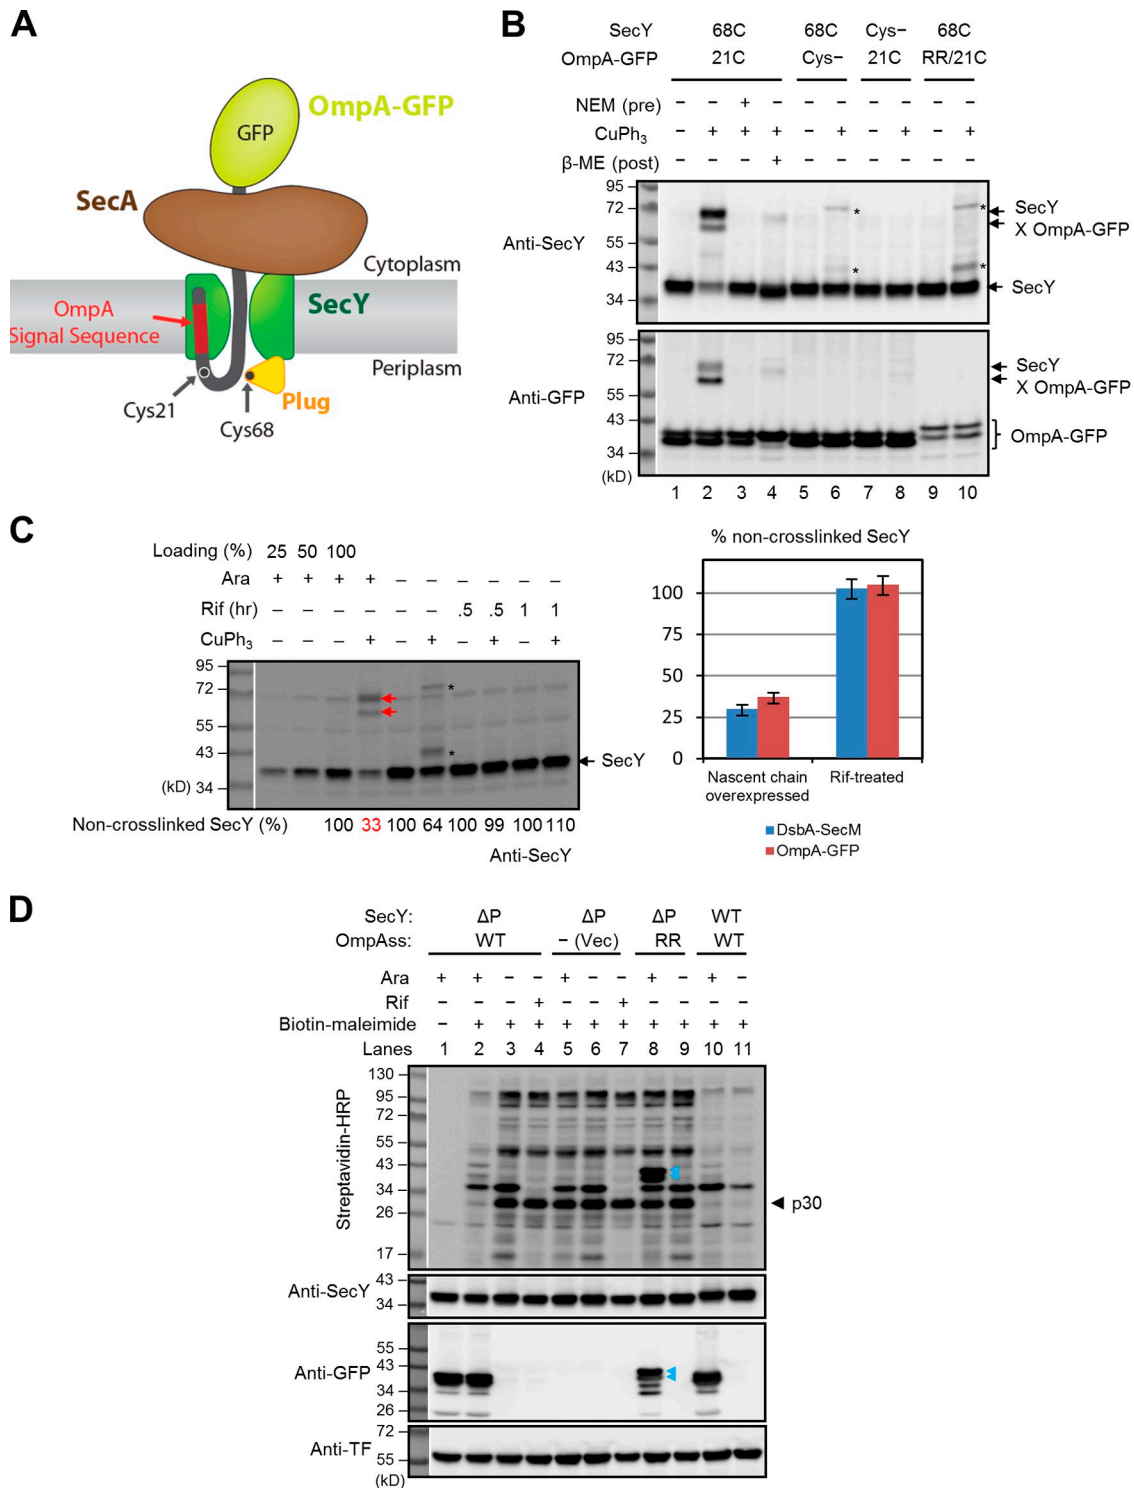 A
OmpA-GFP
GFP
SecA
Cytoplasm
OmpA
Signal Sequence
SecY
Periplasm
Cys21
Plug
Cys68
B
SecY 68C 68C Cys– 68C
OmpA-GFP 21C Cys– 21C RR/21C
NEM (pre) – – + – – – – – – –
CuPh3 – + + + – + – + – +
β-ME (post) – – – + – – – – – –
95
72
55
43
34
Anti-SecY
*
*
*
*
SecY
X OmpA-GFP
SecY
95
72
55
43
34
(kD)
Anti-GFP
SecY
X OmpA-GFP
OmpA-GFP
1 2 3 4 5 6 7 8 9 10
C
Loading (%) 25 50 100
Ara + + + + – – – – – –
Rif (hr) – – – – – – .5 .5 1 1
CuPh3 – – – + – + – + – +
95
72
55
43
(kD) 34
*
*
SecY
Non-crosslinked SecY (%) 100 33 100 64 100 99 100 110
Anti-SecY
% non-crosslinked SecY
100
75
50
25
0
Nascent chain
overexpressed
Rif-treated
DsbA-SecM
OmpA-GFP
D
SecY: ΔP ΔP ΔP WT
OmpAss: WT – (Vec) RR WT
Ara + + – – + – – + – + –
Rif – – – + – – + – – – –
Biotin-maleimide – + + + + + + + + + +
Lanes 1 2 3 4 5 6 7 8 9 10 11
Streptavidin-HRP
130
95
72
55
43
34
26
17
p30
Anti-SecY
43
34
Anti-GFP
55
43
34
26
Anti-TF
72
55
(kD)